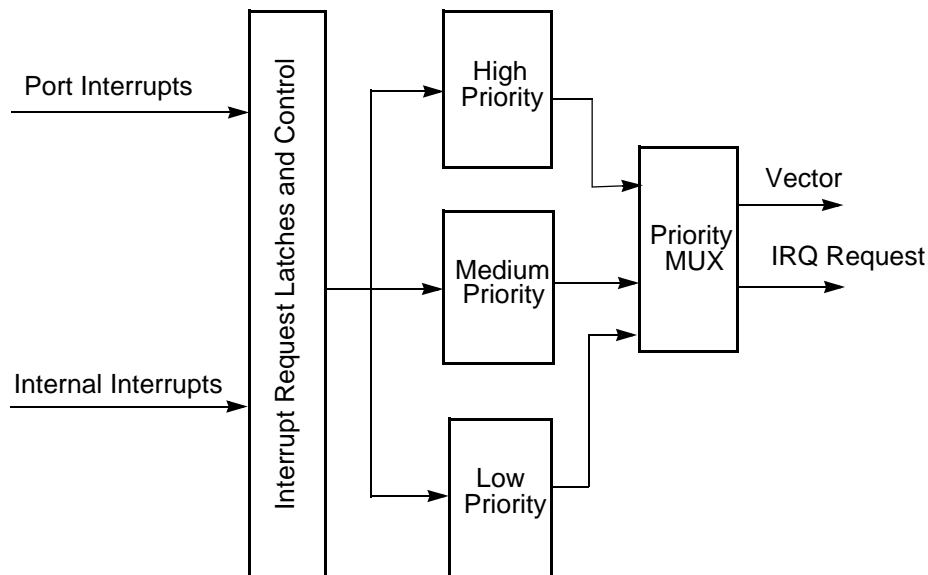 Port Interrupts
Internal Interrupts
Interrupt Request Latches and Control
High
Priority
Medium
Priority
Low
Priority
Priority
MUX
Vector
IRQ Request